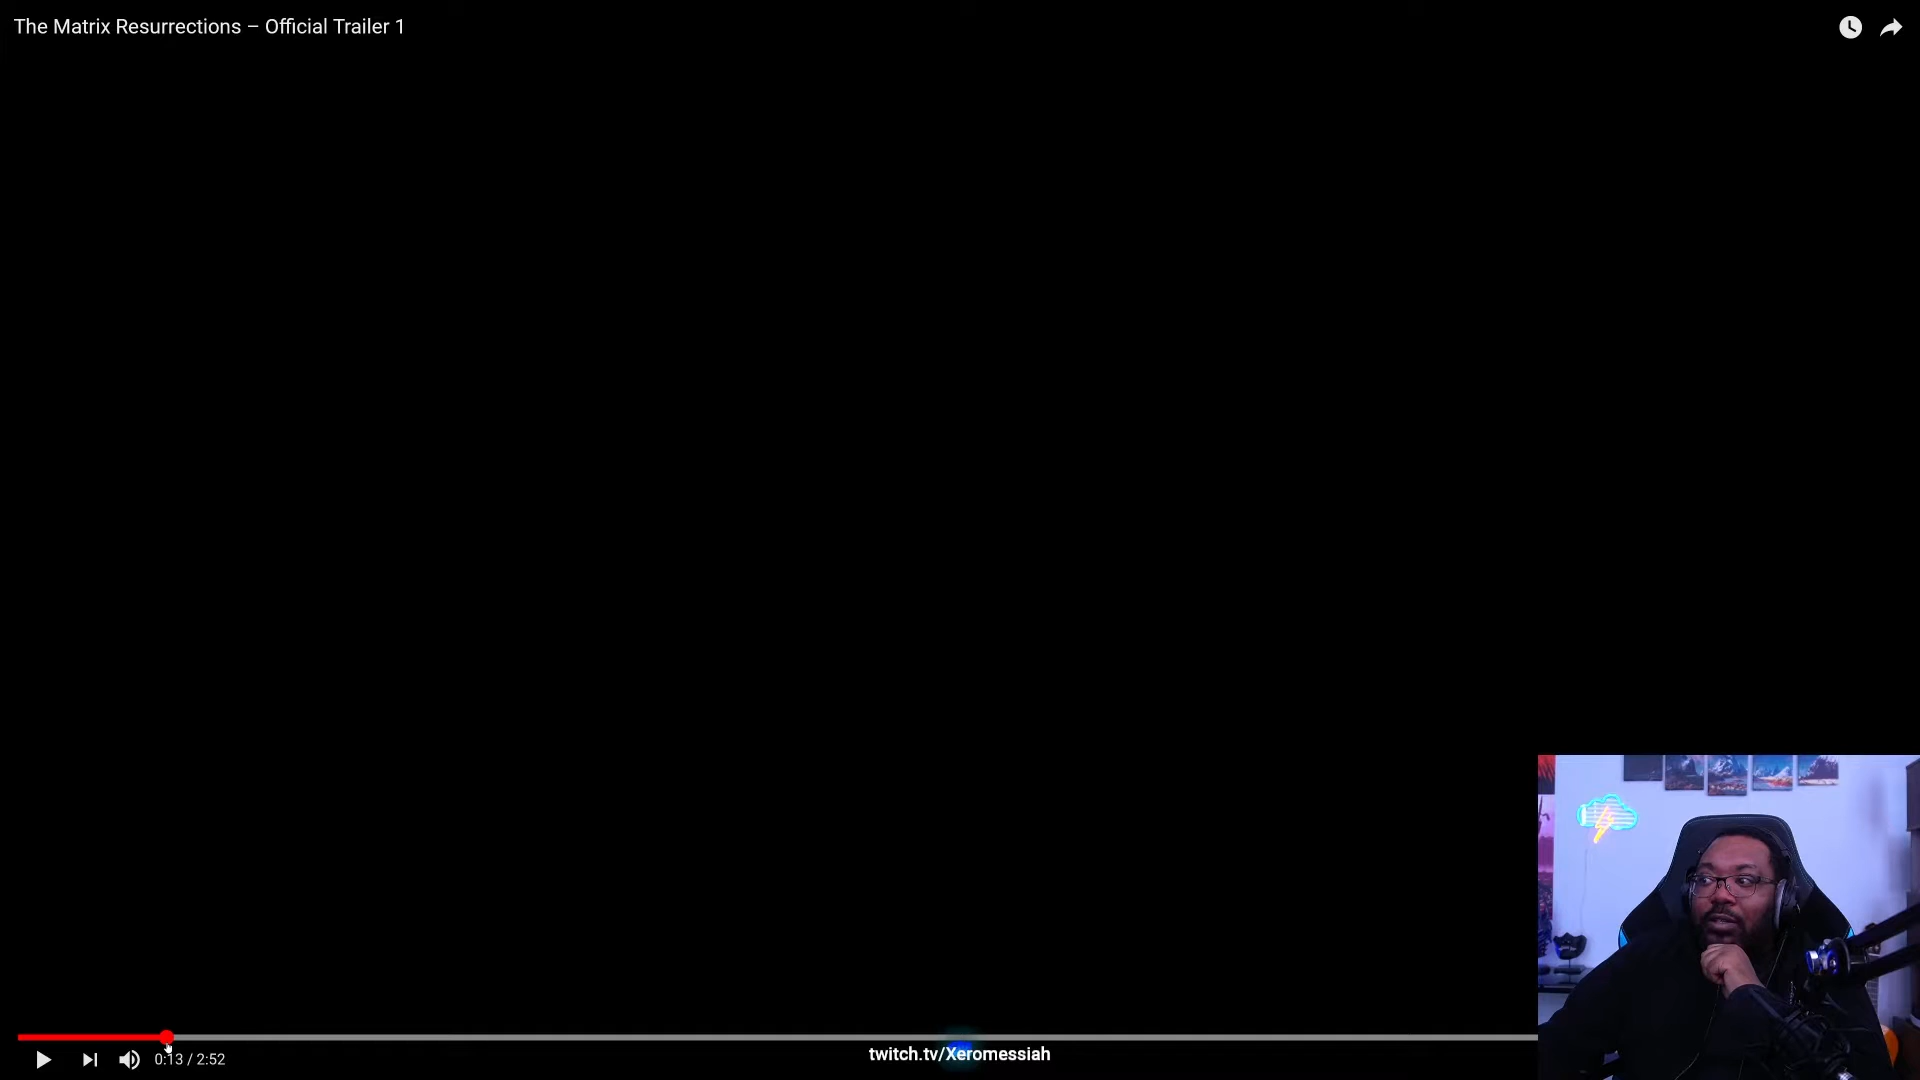 The Matrix Resurrections – Official Trailer 1
0:13 / 2:52
twitch.tv/Xeromessiah